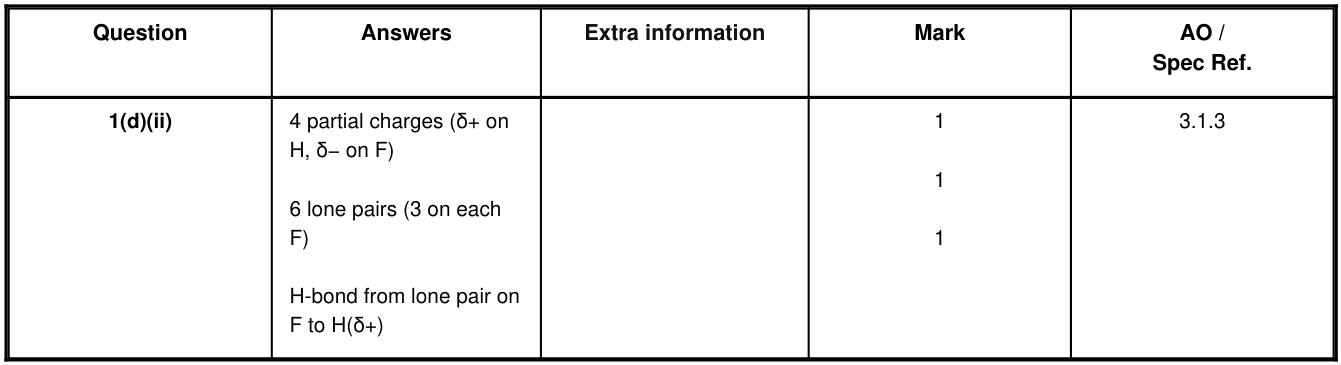 Question Answers Extra information Mark AO /
Spec Ref.
1(d)(ii) 4 partial charges (δ+ on 1 3.1.3
H, δ− on F)
1
6 lone pairs (3 on each
F) 1
H-bond from lone pair on
F to H(δ+)